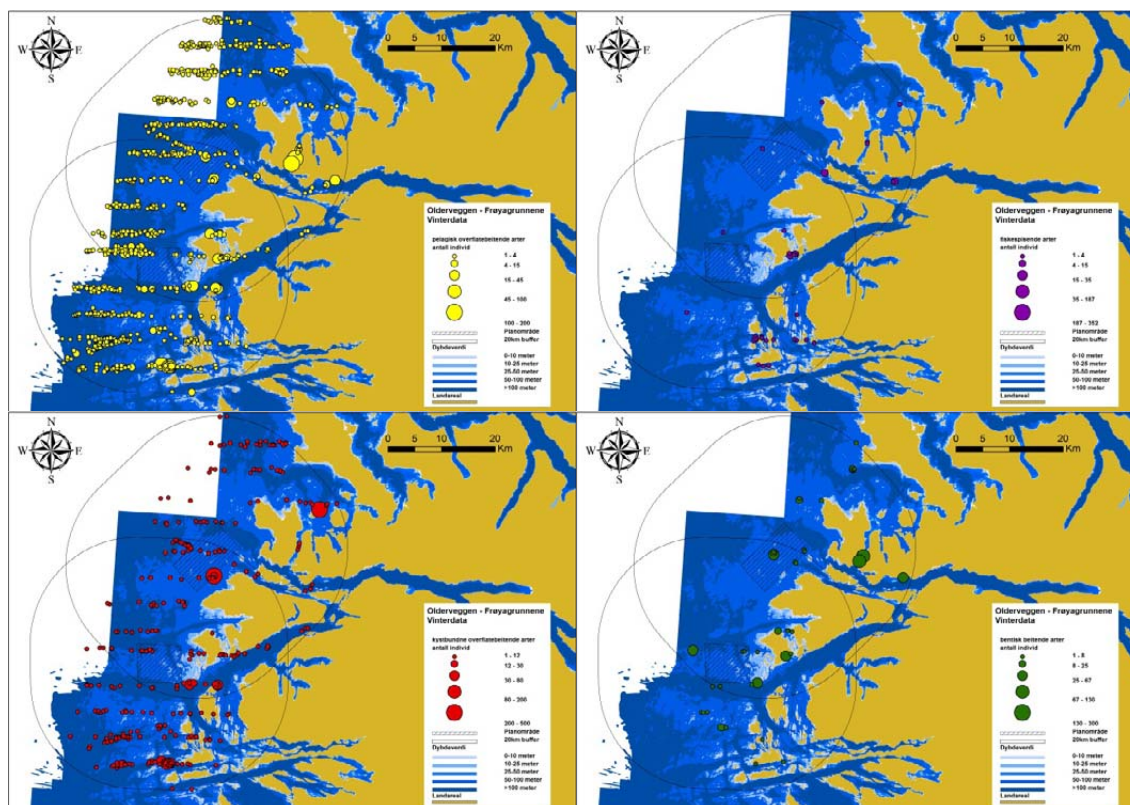 N
W E
S
0 5 10 20
Km
Olderveggen - Frøyagrunnene
Vinterdata
pelagisk overflatebeitende arter
antall individ
1 - 4
4 - 15
15 - 45
45 - 100
100 - 200
Planområde
20km buffer
0-10 meter
10-25 meter
25-50 meter
50-100 meter
>100 meter
Landareal
N
W E
S
0 5 10 20
Km
Olderveggen - Frøyagrunnene
Vinterdata
fiskespisende arter
antall individ
1 - 4
4 - 15
15 - 35
35 - 187
187 - 352
Planområde
20km buffer
0-10 meter
10-25 meter
25-50 meter
50-100 meter
>100 meter
Landareal
N
W E
S
0 5 10 20
Km
Olderveggen - Frøyagrunnene
Vinterdata
kystbundne overflatebeitende arter
antall individ
1 - 12
12 - 30
30 - 80
80 - 200
200 - 500
Planområde
20km buffer
0-10 meter
10-25 meter
25-50 meter
50-100 meter
>100 meter
Landareal
N
W E
S
0 5 10 20
Km
Olderveggen - Frøyagrunnene
Vinterdata
bentisk beitende arter
antall individ
1 - 8
8 - 25
25 - 67
67 - 130
130 - 300
Planområde
20km buffer
0-10 meter
10-25 meter
25-50 meter
50-100 meter
>100 meter
Landareal